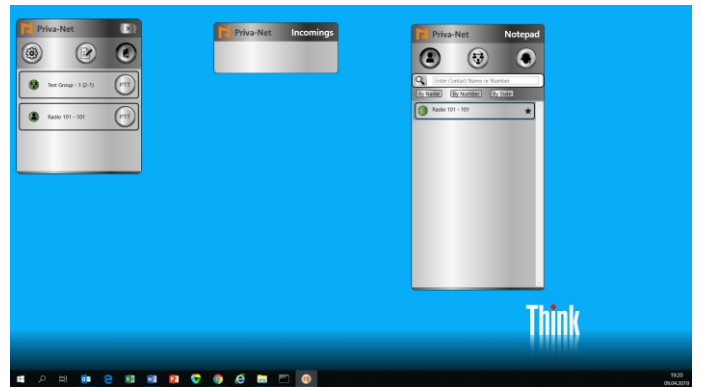 Priva-Net
Test Group - 1 (2-1)
PTT
Radio 101 - 101
PTT
Priva-Net Incomings
Priva-Net Notepad
Enter Contact Name or Number
By Name By Number By State
Radio 101 - 101
Think
19:20
09.04.2019